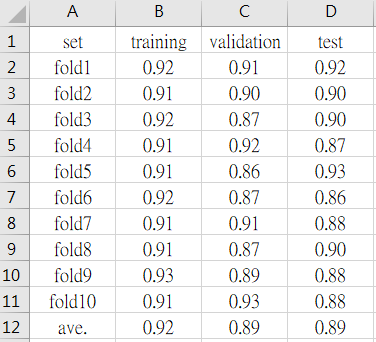 A B C D
1 set training validation test
2 fold1 0.92 0.91 0.92
3 fold2 0.91 0.90 0.90
4 fold3 0.92 0.87 0.90
5 fold4 0.91 0.92 0.87
6 fold5 0.91 0.86 0.93
7 fold6 0.92 0.87 0.86
8 fold7 0.91 0.91 0.88
9 fold8 0.91 0.87 0.90
10 fold9 0.93 0.89 0.88
11 fold10 0.91 0.93 0.88
12 ave. 0.92 0.89 0.89